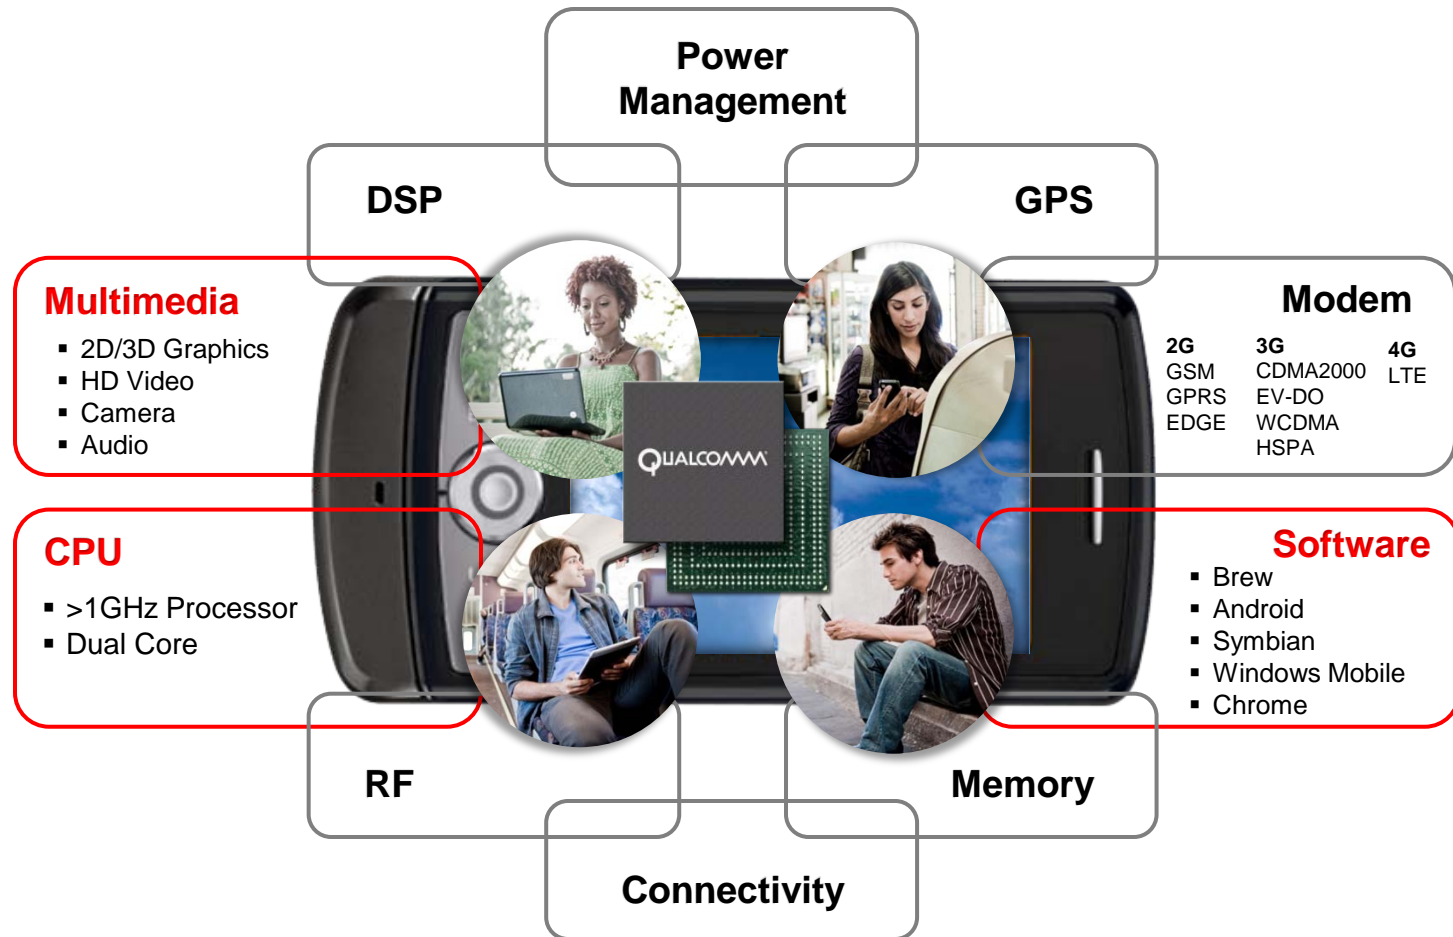 Power
Management
DSP
GPS
Multimedia
▪ 2D/3D Graphics
▪ HD Video
▪ Camera
▪ Audio
Modem
2G
GSM
GPRS
EDGE
3G
CDMA2000
EV-DO
WCDMA
HSPA
4G
LTE
QUALCOMM
CPU
▪ >1GHz Processor
▪ Dual Core
Software
▪ Brew
▪ Android
▪ Symbian
▪ Windows Mobile
▪ Chrome
RF
Memory
Connectivity